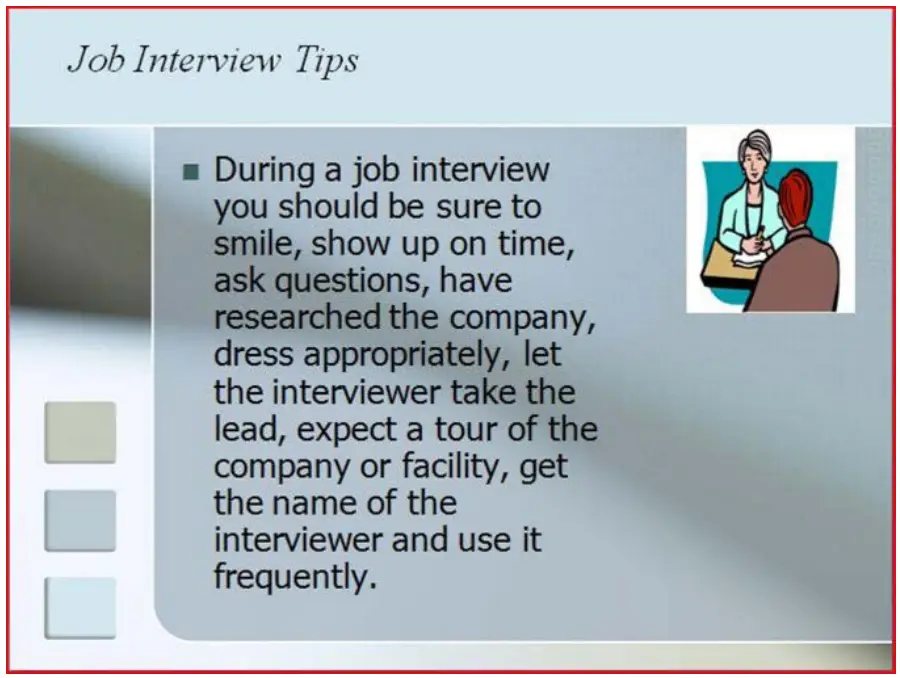 Job Interview Tips
During a job interview
you should be sure to
smile, show up on time,
ask questions, have
researched the company,
dress appropriately, let
the interviewer take the
lead, expect a tour of the
company or facility, get
the name of the
interviewer and use it
frequently.